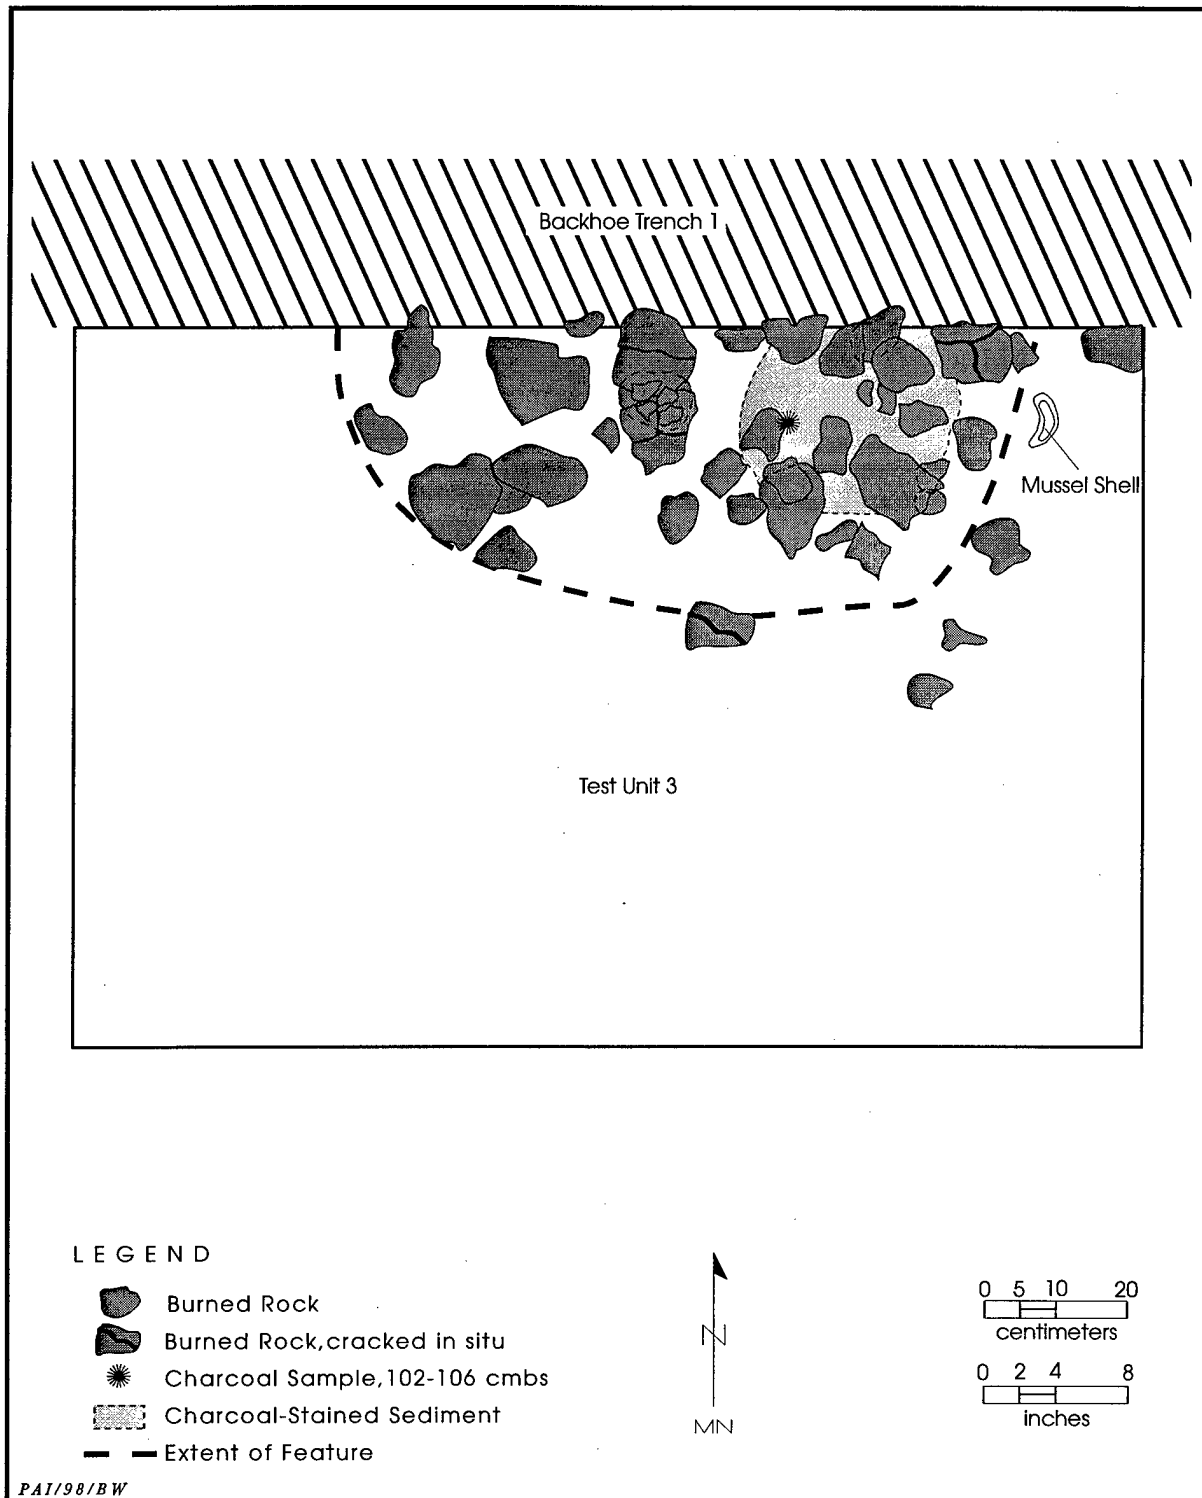 Backhoe Trench 1
Mussel Shell
Test Unit 3
LEGEND
Burned Rock
Burned Rock, cracked in situ
Charcoal Sample, 102-106 cmbs
Charcoal-Stained Sediment
Extent of Feature
N
MN
0 5 10 20
centimeters
0 2 4 8
inches
PAI/98/BW